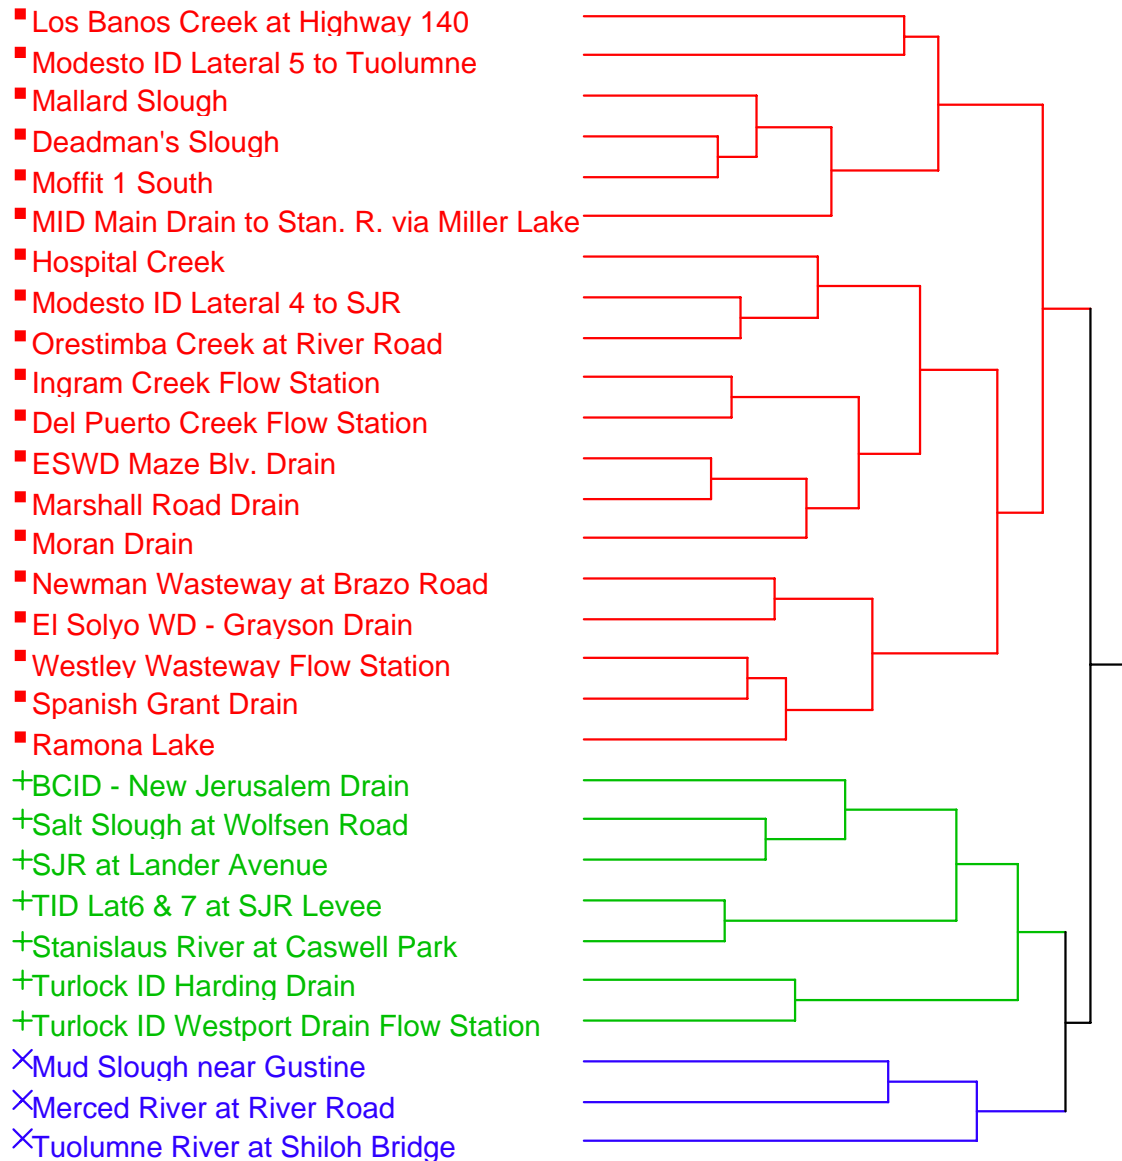 Los Banos Creek at Highway 140
Modesto ID Lateral 5 to Tuolumne
Mallard Slough
Deadman's Slough
Moffit 1 South
MID Main Drain to Stan. R. via Miller Lake
Hospital Creek
Modesto ID Lateral 4 to SJR
Orestimba Creek at River Road
Ingram Creek Flow Station
Del Puerto Creek Flow Station
ESWD Maze Blv. Drain
Marshall Road Drain
Moran Drain
Newman Wasteway at Brazo Road
El Solyo WD - Grayson Drain
Westley Wasteway Flow Station
Spanish Grant Drain
Ramona Lake
BCID - New Jerusalem Drain
Salt Slough at Wolfsen Road
SJR at Lander Avenue
TID Lat6 & 7 at SJR Levee
Stanislaus River at Caswell Park
Turlock ID Harding Drain
Turlock ID Westport Drain Flow Station
Mud Slough near Gustine
Merced River at River Road
Tuolumne River at Shiloh Bridge